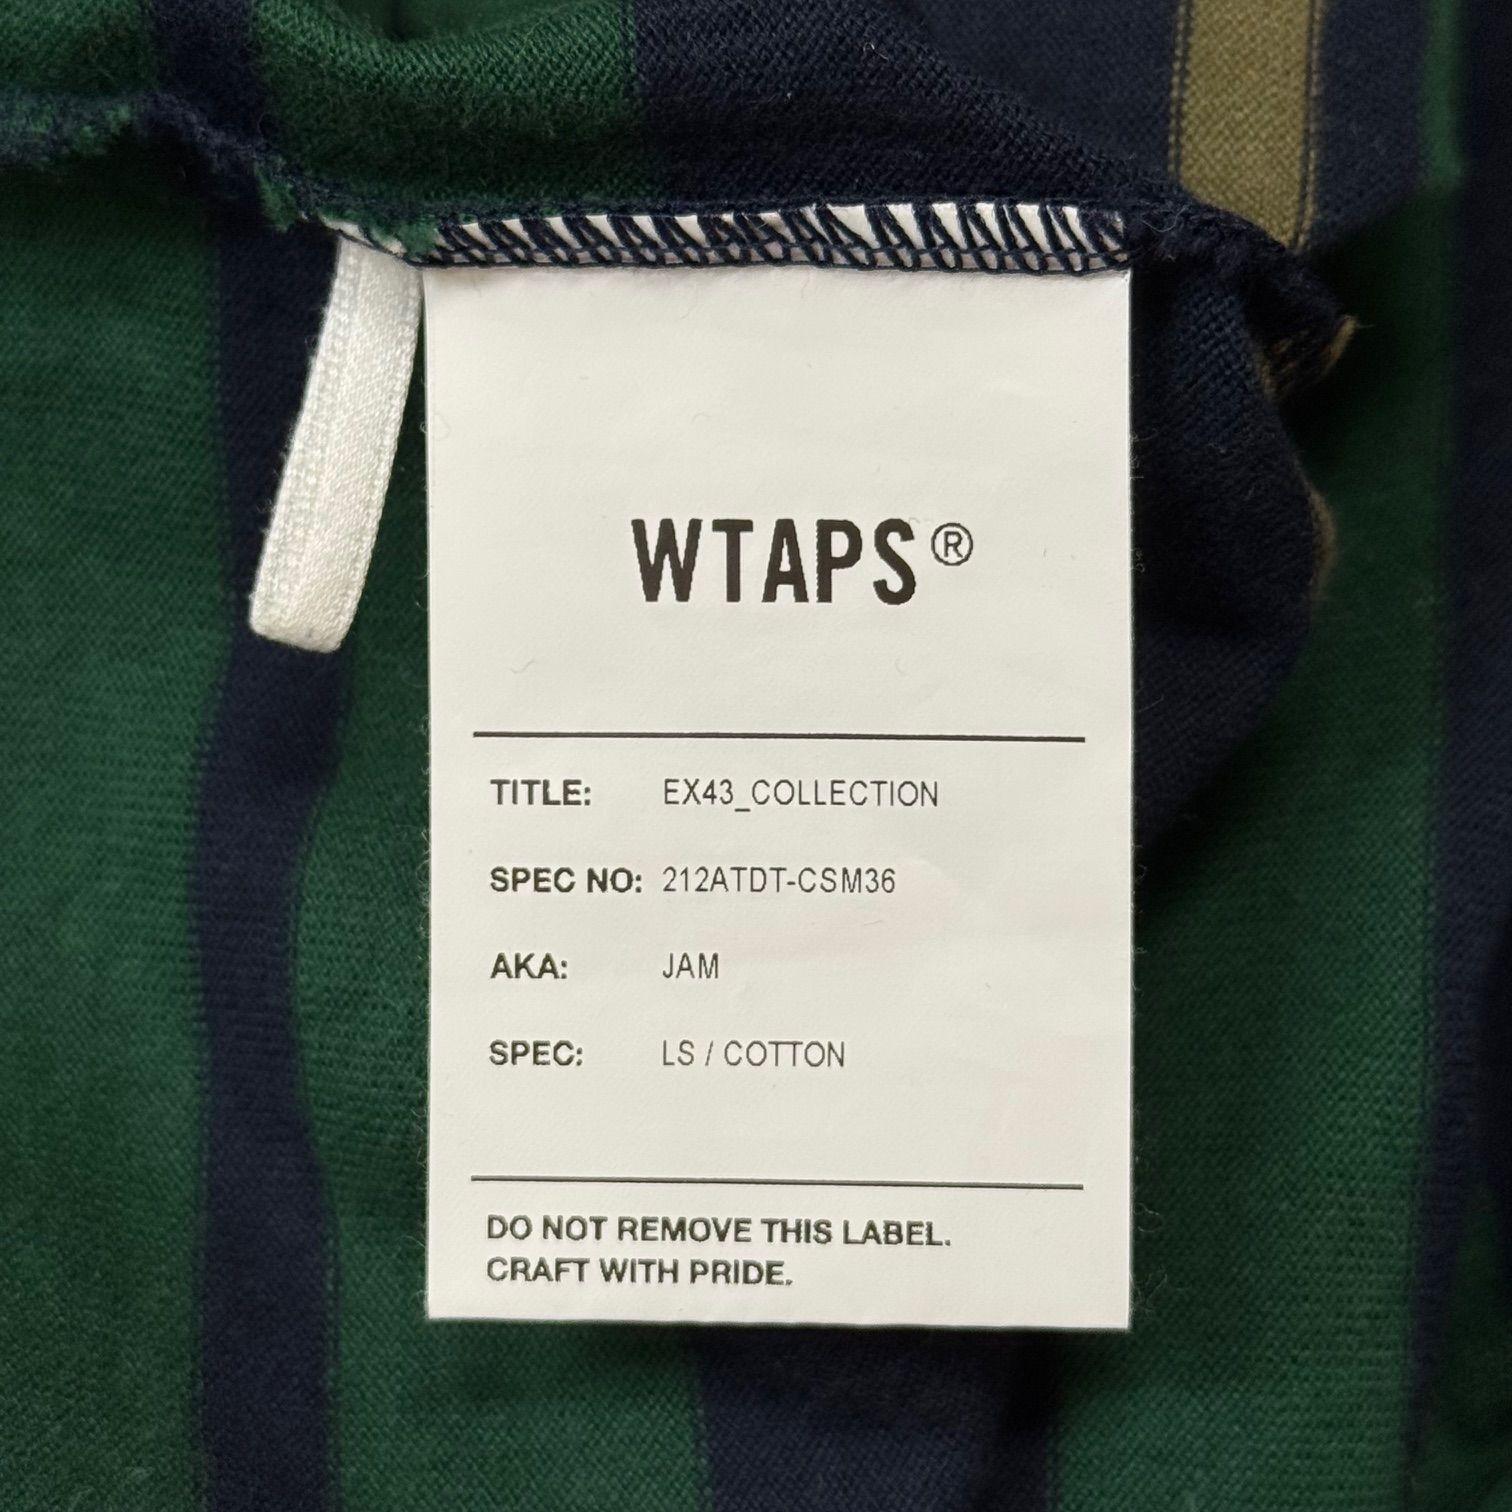 WTAPS®
TITLE: EX43_COLLECTION
SPEC NO: 212ATDT-CSM36
AKA: JAM
SPEC: LS / COTTON
DO NOT REMOVE THIS LABEL.
CRAFT WITH PRIDE.